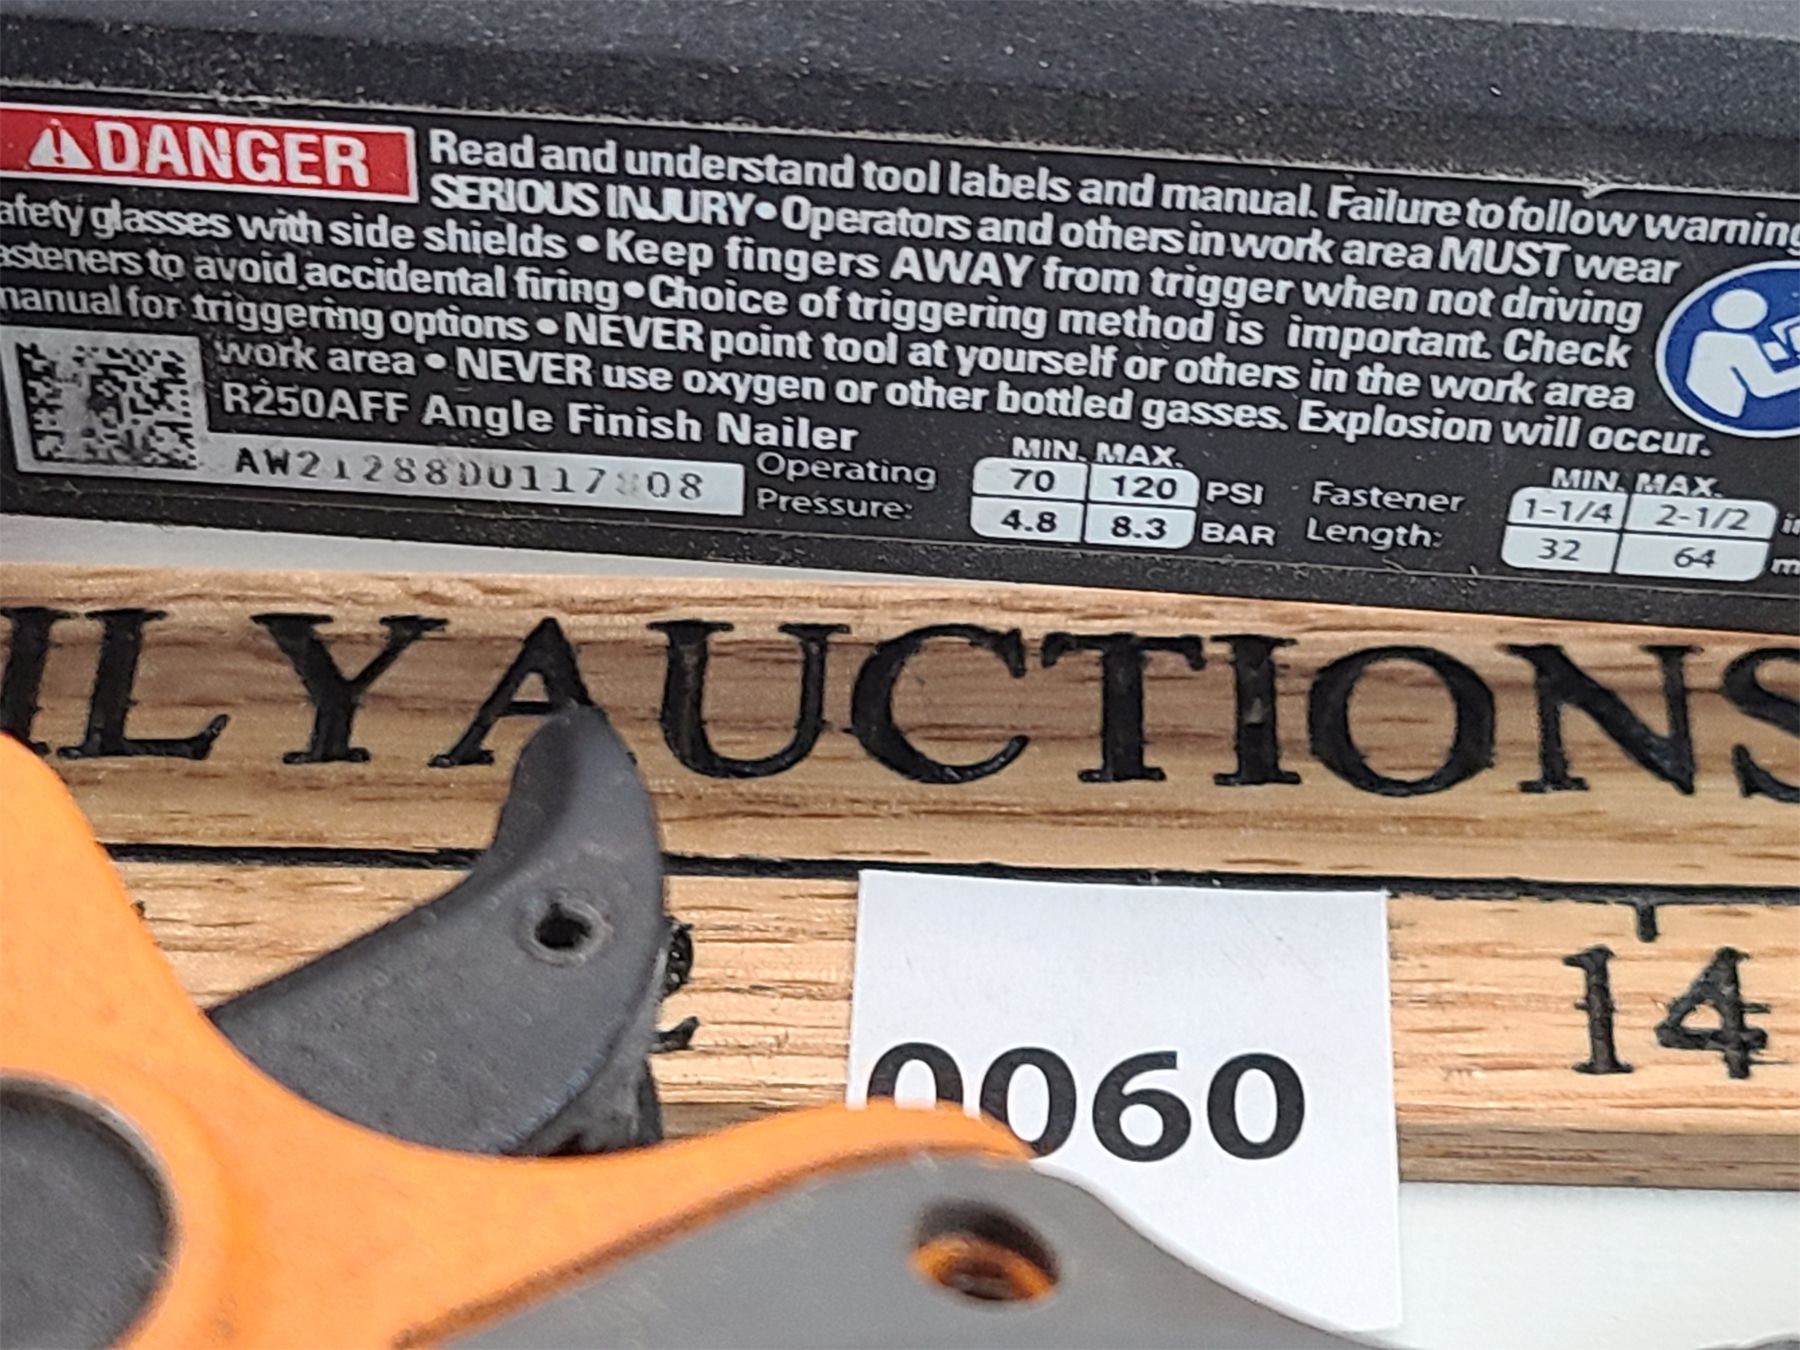 DANGER Read and understand tool labels and manual. Failure to follow warning
SERIOUS INJURY • Operators and others in work area MUST wear
afety glasses with side shields • Keep fingers AWAY from trigger when not driving
asteners to avoid accidental firing • Choice of triggering method is important. Check
manual for triggering options • NEVER point tool at yourself or others in the work area
work area • NEVER use oxygen or other bottled gasses. Explosion will occur.
R250AFF Angle Finish Nailer
Operating Pressure:
MIN. MAX.
70 120 PSI
4.8 8.3 BAR
Fastener Length:
MIN. MAX.
1-1/4 2-1/2 i
32 64 m
ILY AUCTIONS
14
0060